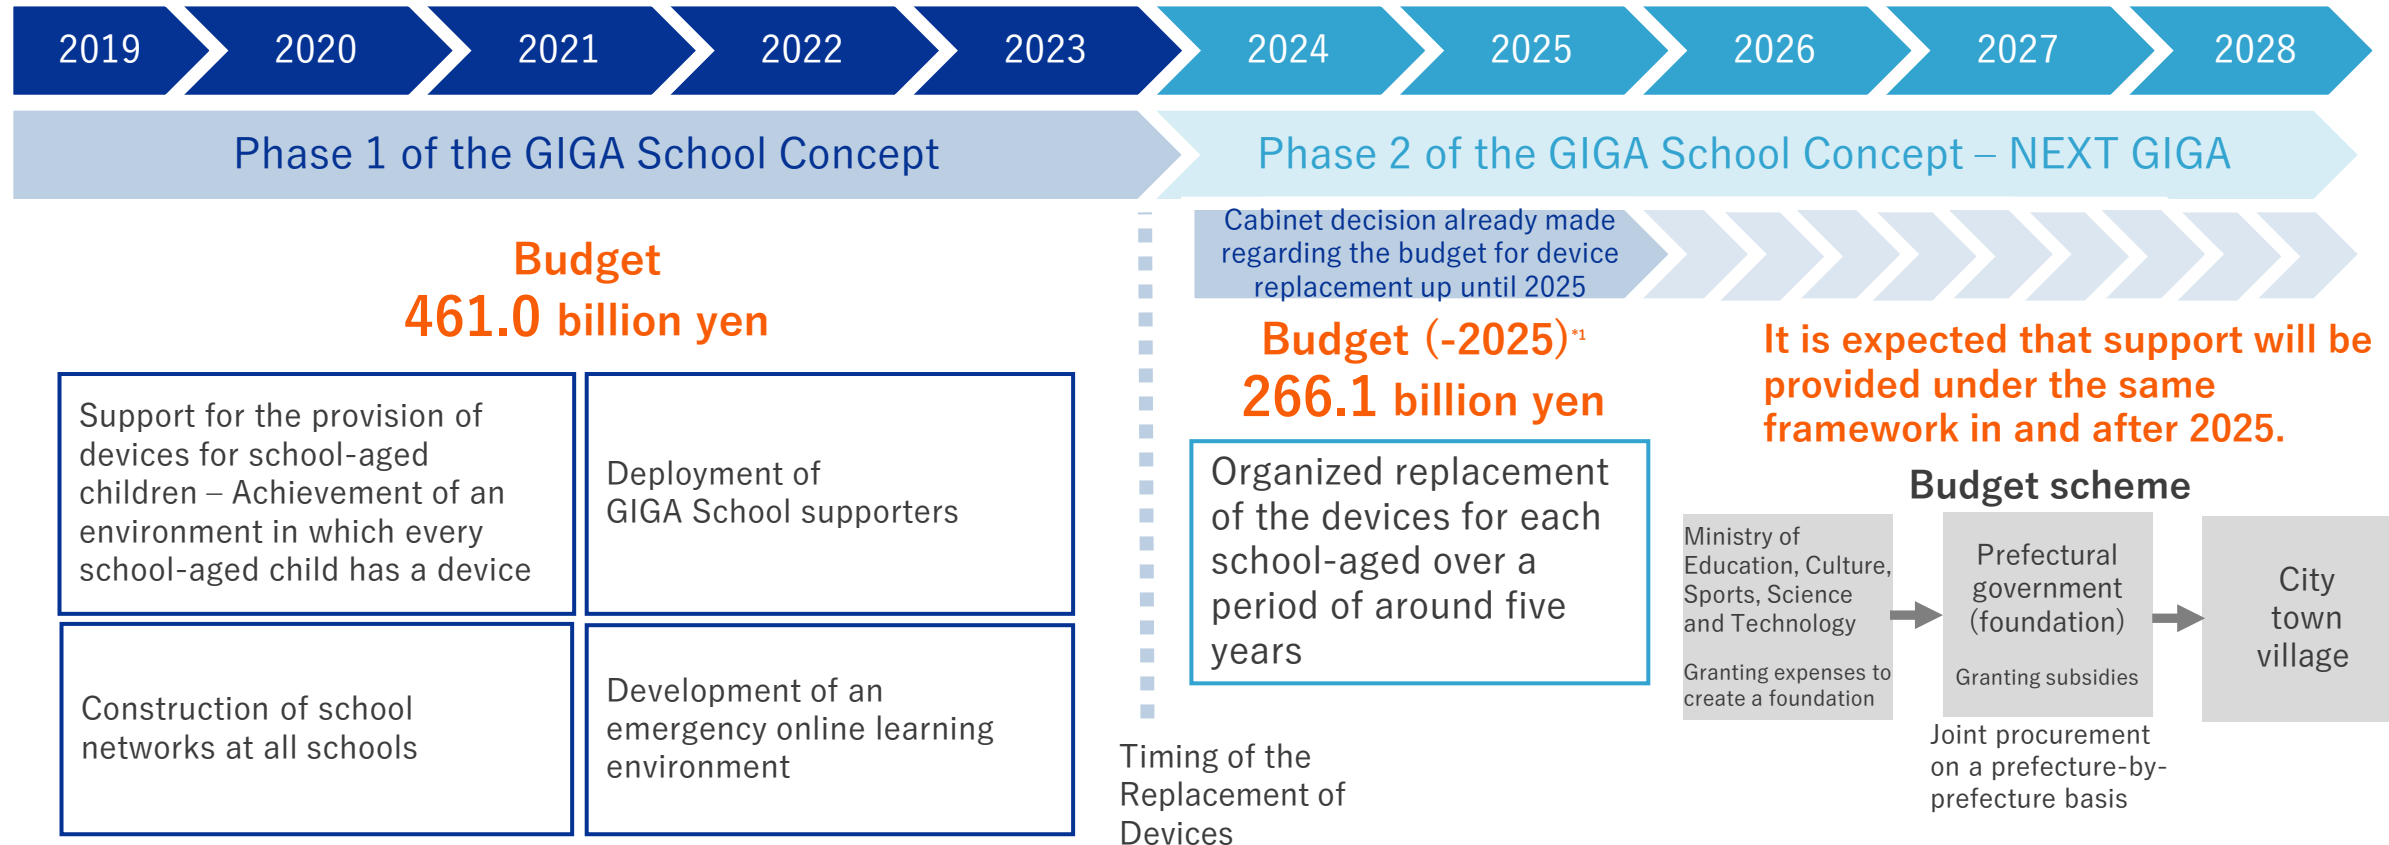 2019
2020
2021
2022
2023
2024
2025
2026
2027
2028
Phase 1 of the GIGA School Concept
Phase 2 of the GIGA School Concept – NEXT GIGA
Budget
461.0 billion yen
Support for the provision of
devices for school-aged
children – Achievement of an
environment in which every
school-aged child has a device
Deployment of
GIGA School supporters
Construction of school
networks at all schools
Development of an
emergency online learning
environment
Timing of the
Replacement of
Devices
Cabinet decision already made
regarding the budget for device
replacement up until 2025
Budget (-2025)*1
266.1 billion yen
Organized replacement
of the devices for each
school-aged over a
period of around five
years
It is expected that support will be
provided under the same
framework in and after 2025.
Budget scheme
Ministry of
Education, Culture,
Sports, Science
and Technology
Granting expenses to
create a foundation
Prefectural
government
(foundation)
Granting subsidies
Joint procurement
on a prefecture-by-
prefecture basis
City
town
village